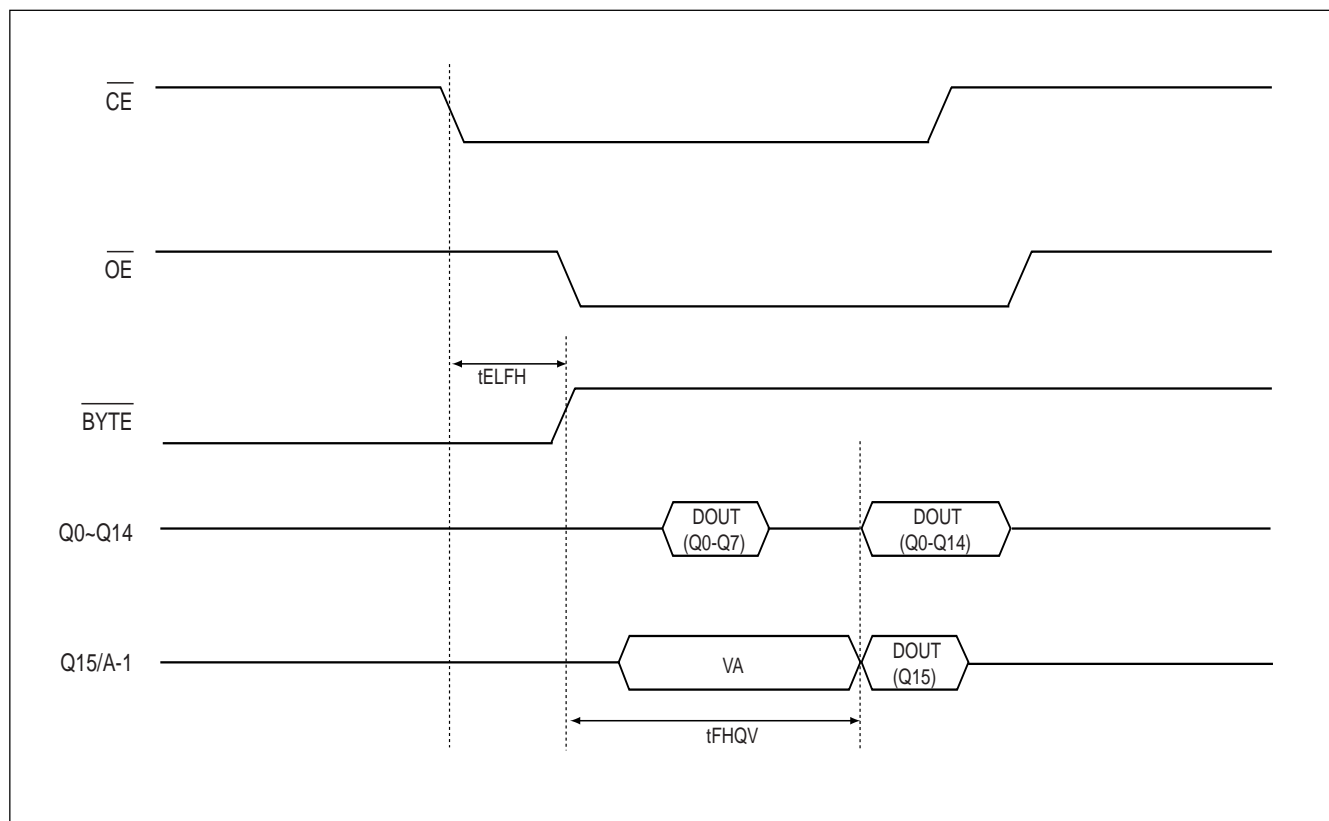 CE
OE
tELFH
BYTE
Q0~Q14
DOUT
(Q0-Q7)
DOUT
(Q0-Q14)
Q15/A-1
VA
DOUT
(Q15)
tFHQV